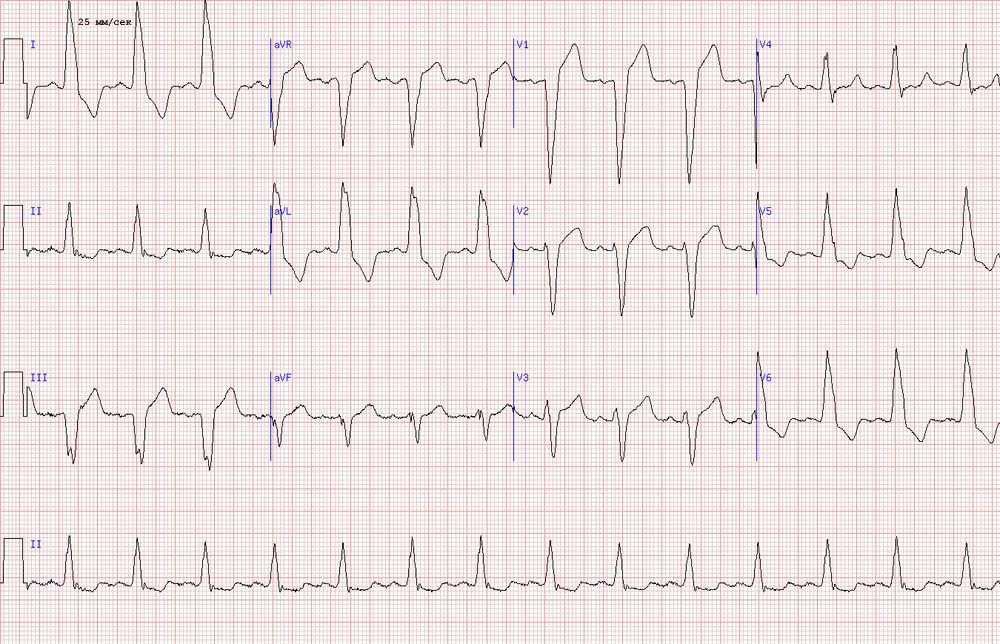 25 мм/сек
I aVR V1 V4
II aVL V2 V5
III aVF V3 V6
II